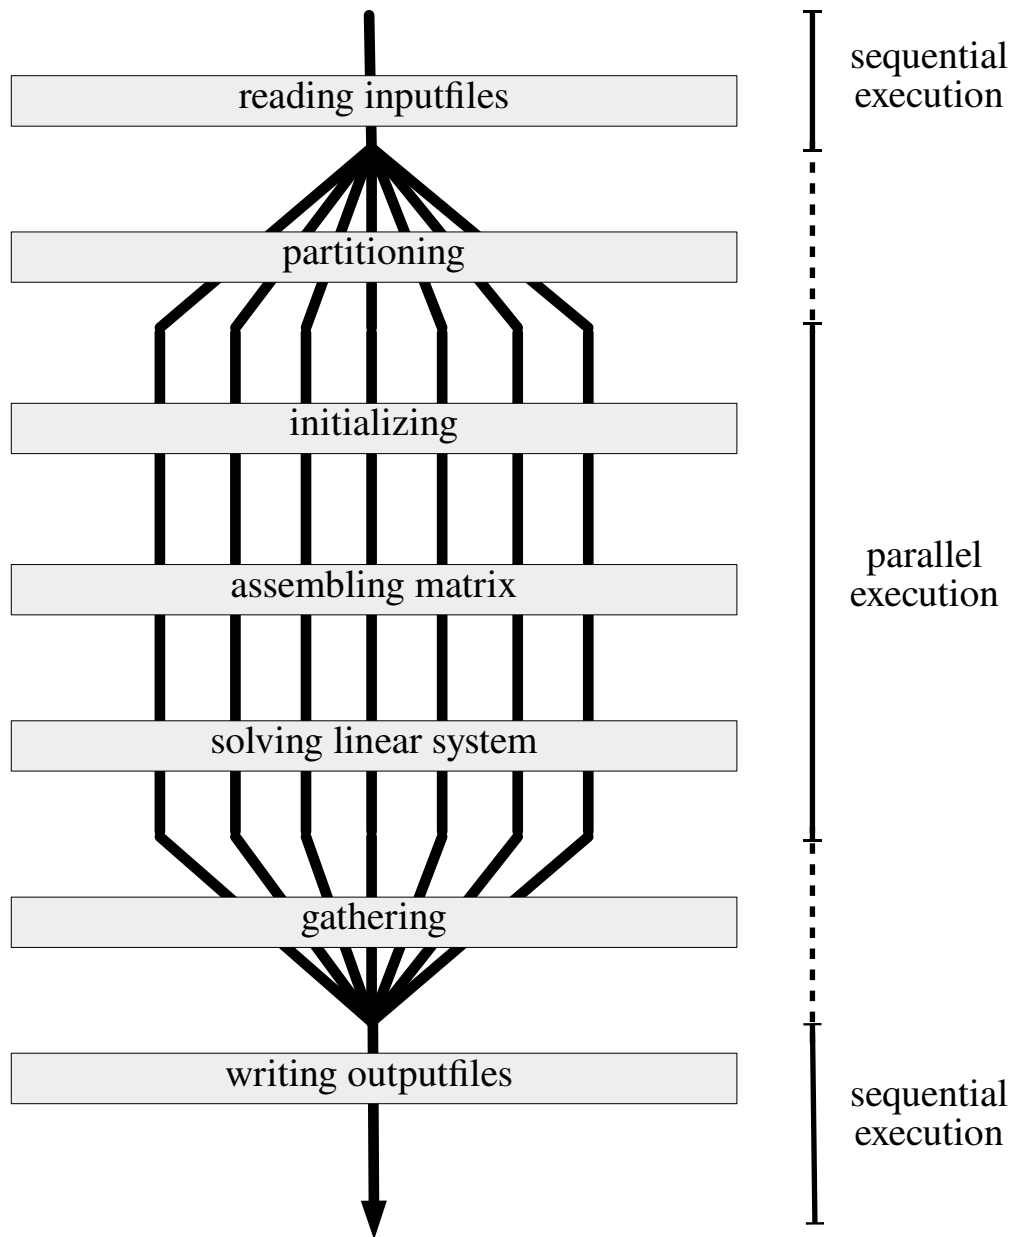 sequential
execution
reading inputfiles
partitioning
initializing
parallel
execution
assembling matrix
solving linear system
gathering
writing outputfiles
sequential
execution